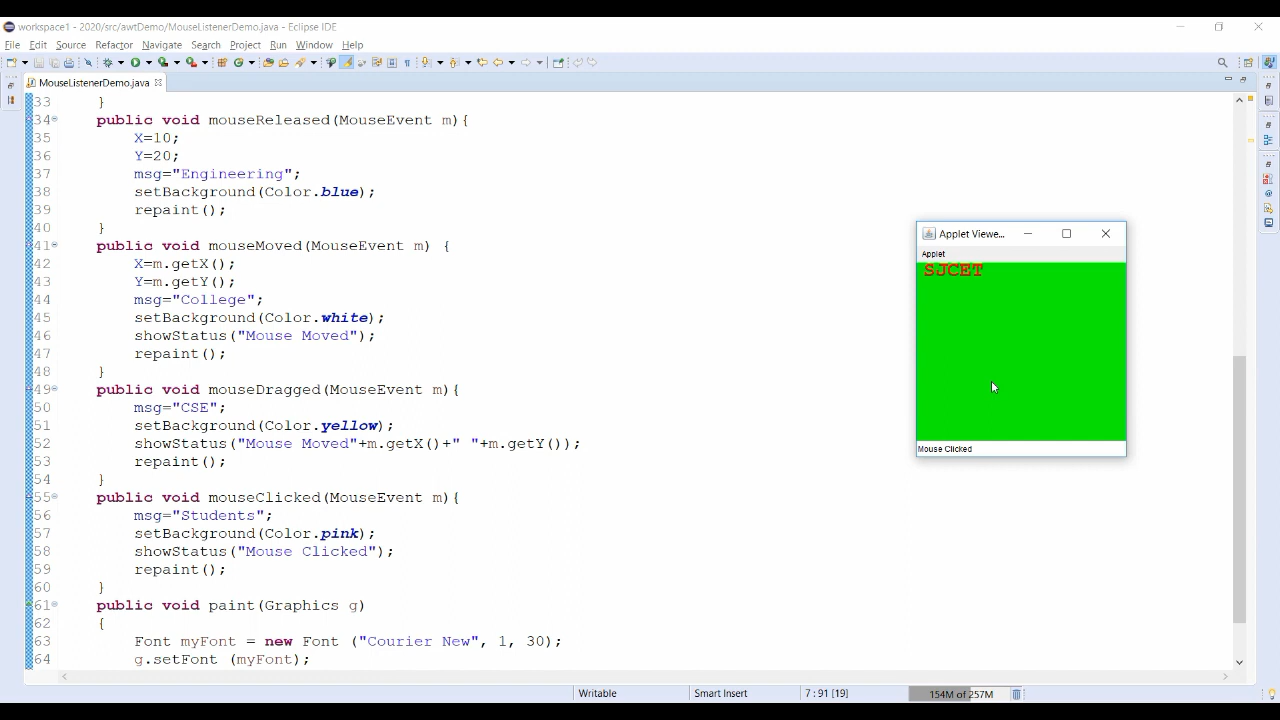 workspace1 - 2020/src/awtDemo/MouseListenerDemo.java - Eclipse IDE
File Edit Source Refactor Navigate Search Project Run Window Help
MouseListenerDemo.java
33 }
34 public void mouseReleased(MouseEvent m){
35 X=10;
36 Y=20;
37 msg="Engineering";
38 setBackground(Color.blue);
39 repaint();
40 }
41 public void mouseMoved(MouseEvent m) {
42 X=m.getX();
43 Y=m.getY();
44 msg="College";
45 setBackground(Color.white);
46 showStatus("Mouse Moved");
47 repaint();
48 }
49 public void mouseDragged(MouseEvent m){
50 msg="CSE";
51 setBackground(Color.yellow);
52 showStatus("Mouse Moved"+m.getX()+" "+m.getY());
53 repaint();
54 }
55 public void mouseClicked(MouseEvent m){
56 msg="Students";
57 setBackground(Color.pink);
58 showStatus("Mouse Clicked");
59 repaint();
60 }
61 public void paint(Graphics g)
62 {
63 Font myFont = new Font ("Courier New", 1, 30);
64 g.setFont (myFont);
Applet Viewe...
Applet
SJCET
Mouse Clicked
Writable Smart Insert 7 : 91 [19] 154M of 257M